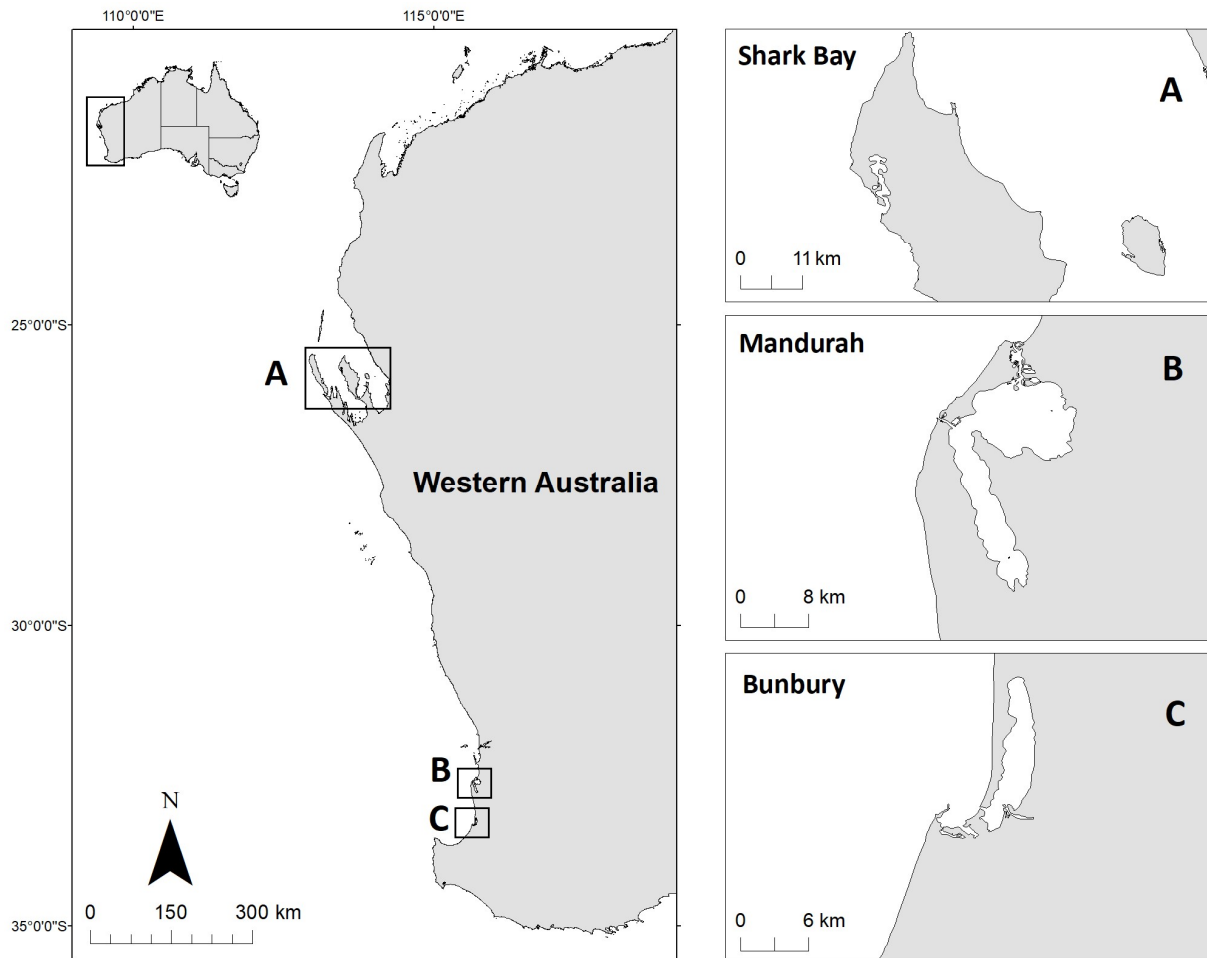 110°0'0"E 115°0'0"E
25°0'0"S
30°0'0"S
35°0'0"S
A
Western Australia
B
C
N
0 150 300 km
Shark Bay
A
0 11 km
Mandurah
B
0 8 km
Bunbury
C
0 6 km